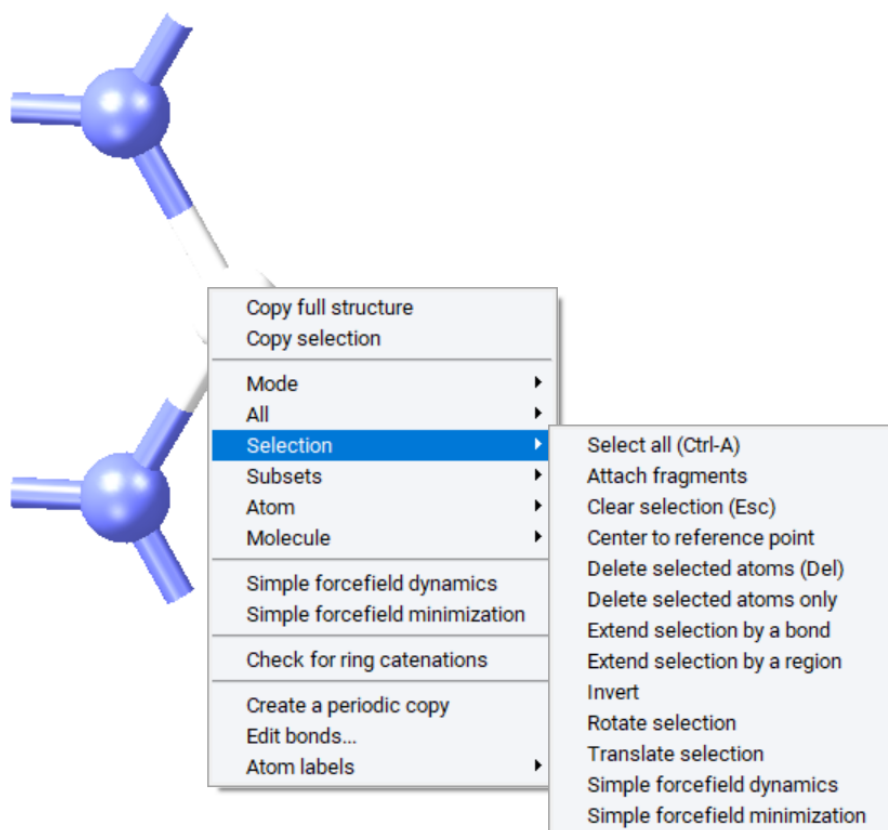 Copy full structure
Copy selection
Mode
All
Selection
Subsets
Atom
Molecule
Simple forcefield dynamics
Simple forcefield minimization
Check for ring catenations
Create a periodic copy
Edit bonds...
Atom labels
Select all (Ctrl-A)
Attach fragments
Clear selection (Esc)
Center to reference point
Delete selected atoms (Del)
Delete selected atoms only
Extend selection by a bond
Extend selection by a region
Invert
Rotate selection
Translate selection
Simple forcefield dynamics
Simple forcefield minimization